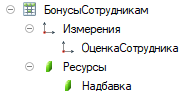 БонусыСотрудникам
Измерения
ОценкаСотрудника
Ресурсы
Надбавка